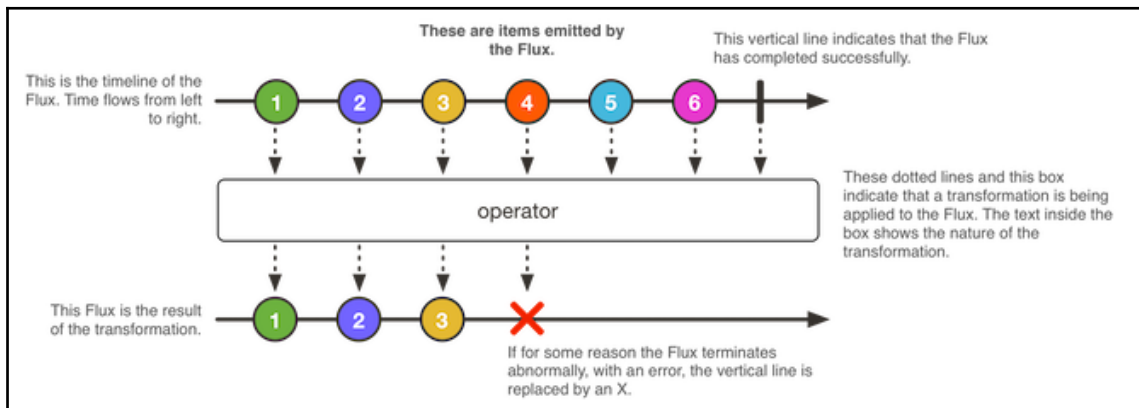 These are items emitted by
the Flux.
This vertical line indicates that the Flux
has completed successfully.
This is the timeline of the
Flux. Time flows from left
to right.
1 2 3 4 5 6
These dotted lines and this box
indicate that a transformation is being
applied to the Flux. The text inside the
box shows the nature of the
transformation.
operator
This Flux is the result
of the transformation.
1 2 3
If for some reason the Flux terminates
abnormally, with an error, the vertical line is
replaced by an X.